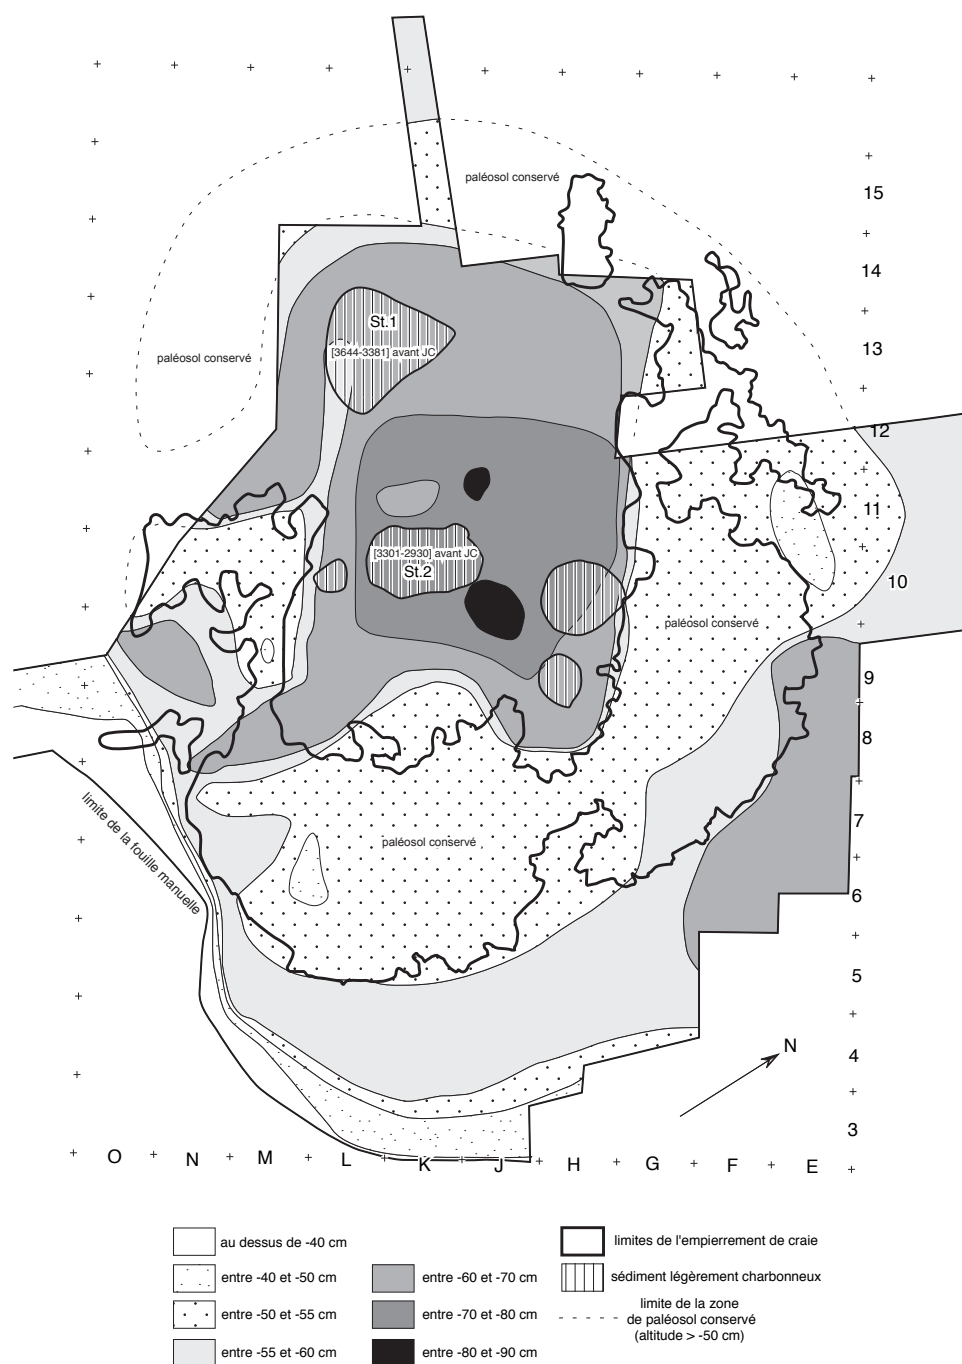 paléosol conservé
15
14
St.1
[3644-3381] avant JC
13
paléosol conservé
12
11
[3301-2930] avant JC
St.2
10
paléosol conservé
9
8
limite de la fouille manuelle
7
paléosol conservé
6
5
N
4
3
O N M L K J H G F E
au dessus de -40 cm
entre -40 et -50 cm
entre -50 et -55 cm
entre -55 et -60 cm
entre -60 et -70 cm
entre -70 et -80 cm
entre -80 et -90 cm
limites de l'empierrement de craie
sédiment légèrement charbonneux
limite de la zone
de paléosol conservé
(altitude > -50 cm)